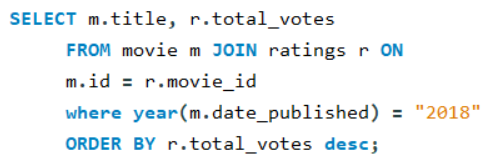 SELECT m.title, r.total_votes
FROM movie m JOIN ratings r ON
m.id = r.movie_id
where year(m.date_published) = "2018"
ORDER BY r.total_votes desc;